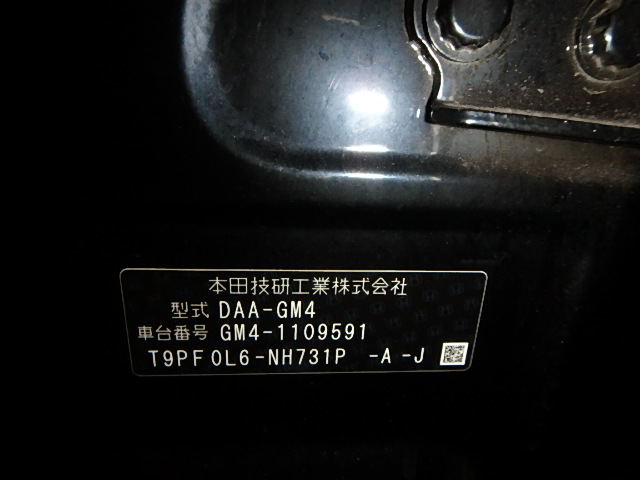 本田技研工業株式会社
型式 DAA-GM4
車台番号 GM4-1109591
T9PF0L6-NH731P -A-J